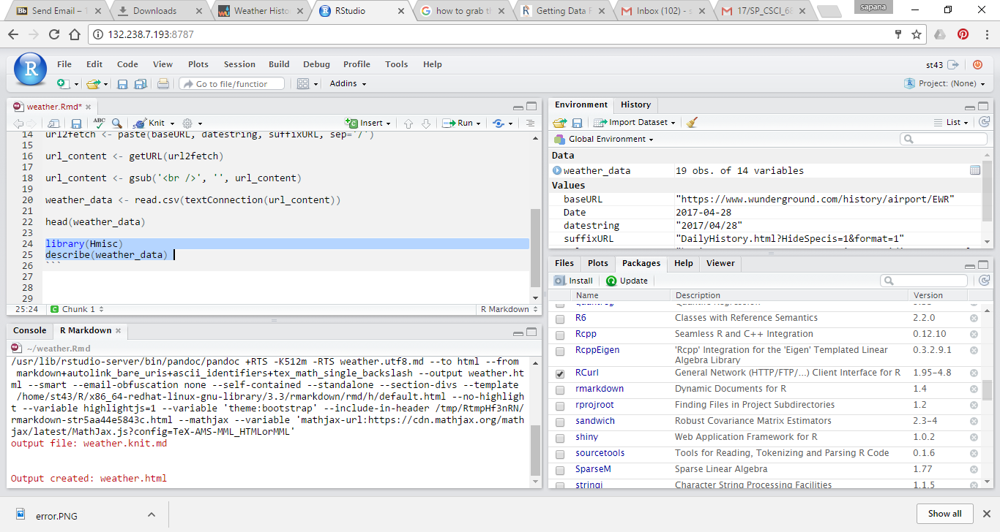 Send Email – 1
Downloads
Weather Histo
RStudio
how to grab th
Getting Data F
Inbox (102) - s
17/SP_CSCI_68
sapana
132.238.7.193:8787
File Edit Code View Plots Session Build Debug Profile Tools Help
st43
Go to file/functior
Addins
Project: (None)
weather.Rmd*
ABC
Knit
Insert
Run
14 url2fetch <- paste(baseURL, datestring, suffixURL, sep='/')
15
16 url_content <- getURL(url2fetch)
17
18 url_content <- gsub('<br />', '', url_content)
19
20 weather_data <- read.csv(textConnection(url_content))
21
22 head(weather_data)
23
24 library(Hmisc)
25 describe(weather_data)
26 ```
27
28
29
25:24 Chunk 1 R Markdown
Console R Markdown
~/weather.Rmd
/usr/lib/rstudio-server/bin/pandoc/pandoc +RTS -K512m -RTS weather.utf8.md --to html --from
markdown+autolink_bare_uris+ascii_identifiers+tex_math_single_backslash --output weather.ht
ml --smart --email-obfuscation none --self-contained --standalone --section-divs --template
/home/st43/R/x86_64-redhat-linux-gnu-library/3.3/rmarkdown/rmd/h/default.html --no-highligh
t --variable highlightjs=1 --variable 'theme:bootstrap' --include-in-header /tmp/RtmpHf3nRN/
rmarkdown-str5aa44e5843c.html --mathjax --variable 'mathjax-url:https://cdn.mathjax.org/math
jax/latest/MathJax.js?config=TeX-AMS-MML_HTMLorMML'
output file: weather.knit.md
Output created: weather.html
Environment History
Import Dataset
List
Global Environment
Data
weather_data 19 obs. of 14 variables
Values
baseURL "https://www.wunderground.com/history/airport/EWR"
Date 2017-04-28
datestring "2017/04/28"
suffixURL "DailyHistory.html?HideSpecis=1&format=1"
Files Plots Packages Help Viewer
Install Update
Name Description Version
quantreg Quantile Regression
R6 Classes with Reference Semantics 2.2.0
Rcpp Seamless R and C++ Integration 0.12.10
RcppEigen 'Rcpp' Integration for the 'Eigen' Templated Linear 0.3.2.9.1
Algebra Library
RCurl General Network (HTTP/FTP/...) Client Interface for R 1.95-4.8
rmarkdown Dynamic Documents for R 1.4
rprojroot Finding Files in Project Subdirectories 1.2
sandwich Robust Covariance Matrix Estimators 2.3-4
shiny Web Application Framework for R 1.0.2
sourcetools Tools for Reading, Tokenizing and Parsing R Code 0.1.6
SparseM Sparse Linear Algebra 1.77
stringi Character String Processing Facilities 1.1.5
error.PNG
Show all